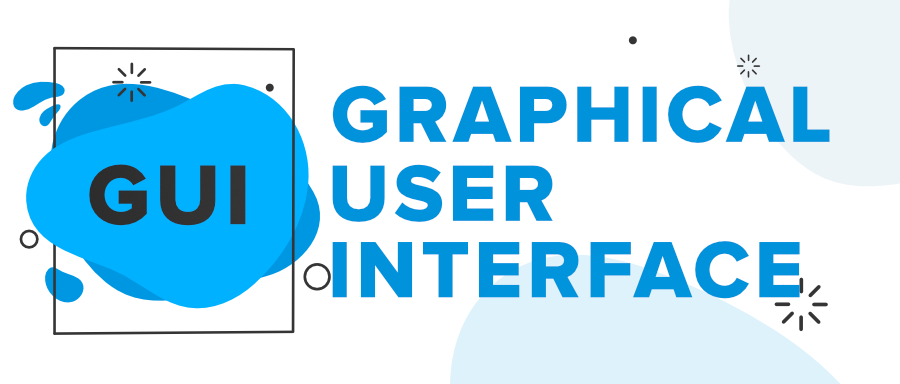 GUI
GRAPHICAL
USER
INTERFACE